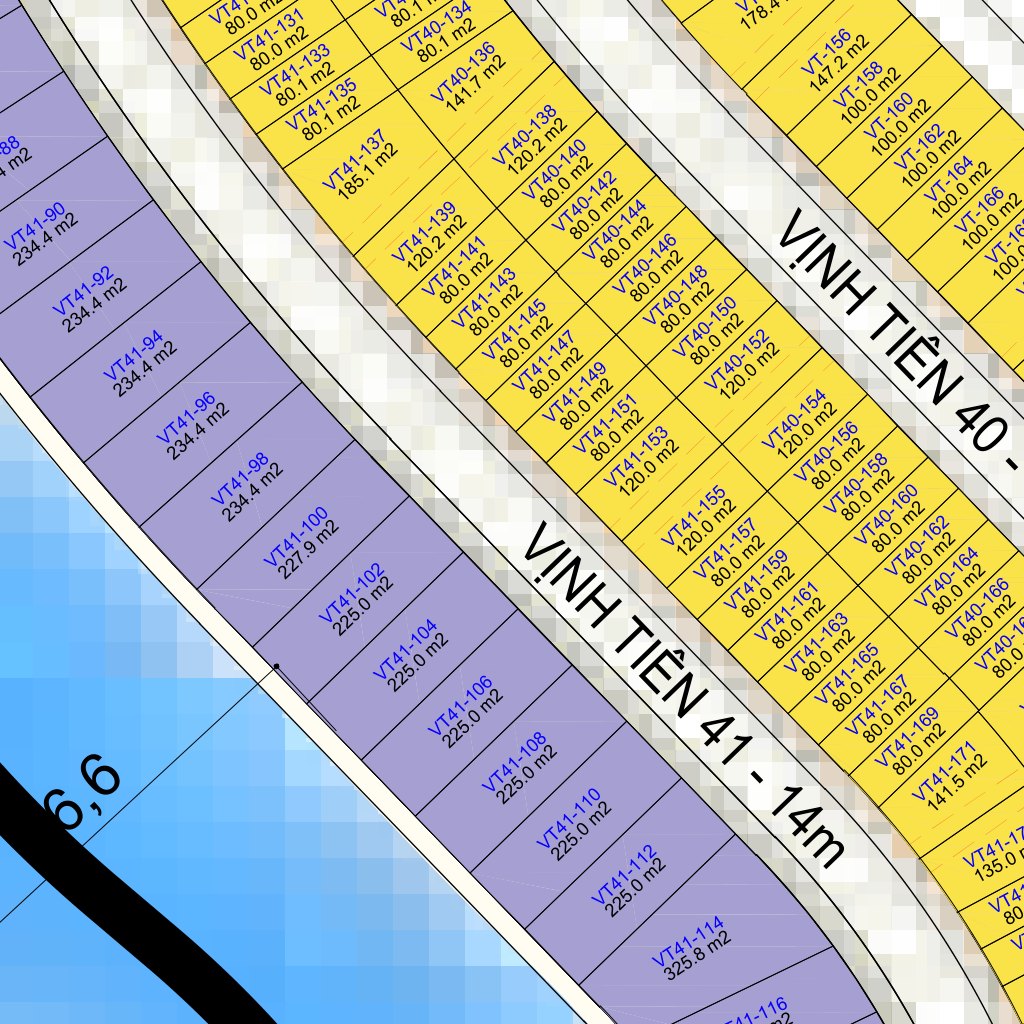 80.0 m2
VT41-131
80.0 m2
VT41-133
80.1 m2
VT41-135
80.1 m2
VT41-137
185.1 m2
VT41-139
120.2 m2
VT41-141
80.0 m2
VT41-143
80.0 m2
VT41-145
80.0 m2
VT41-147
80.0 m2
VT41-149
80.0 m2
VT41-151
80.0 m2
VT41-153
120.0 m2
VT41-155
120.0 m2
VT41-157
80.0 m2
VT41-159
80.0 m2
VT41-161
80.0 m2
VT41-163
80.0 m2
VT41-165
80.0 m2
VT41-167
80.0 m2
VT41-169
80.0 m2
VT41-171
141.5 m2
VT40-134
80.1 m2
VT40-136
141.7 m2
VT40-138
120.2 m2
VT40-140
80.0 m2
VT40-142
80.0 m2
VT40-144
80.0 m2
VT40-146
80.0 m2
VT40-148
80.0 m2
VT40-150
80.0 m2
VT40-152
120.0 m2
VT40-154
120.0 m2
VT40-156
80.0 m2
VT40-158
80.0 m2
VT40-160
80.0 m2
VT40-162
80.0 m2
VT40-164
80.0 m2
VT40-166
80.0 m2
VT-156
147.2 m2
VT-158
100.0 m2
VT-160
100.0 m2
VT-162
100.0 m2
VT-164
100.0 m2
VT-166
100.0 m2
VỊNH TIÊN 40 -
VỊNH TIÊN 41 - 14m
VT41-90
234.4 m2
VT41-92
234.4 m2
VT41-94
234.4 m2
VT41-96
234.4 m2
VT41-98
234.4 m2
VT41-100
227.9 m2
VT41-102
225.0 m2
VT41-104
225.0 m2
VT41-106
225.0 m2
VT41-108
225.0 m2
VT41-110
225.0 m2
VT41-112
225.0 m2
VT41-114
325.8 m2
VT41-116
6,6